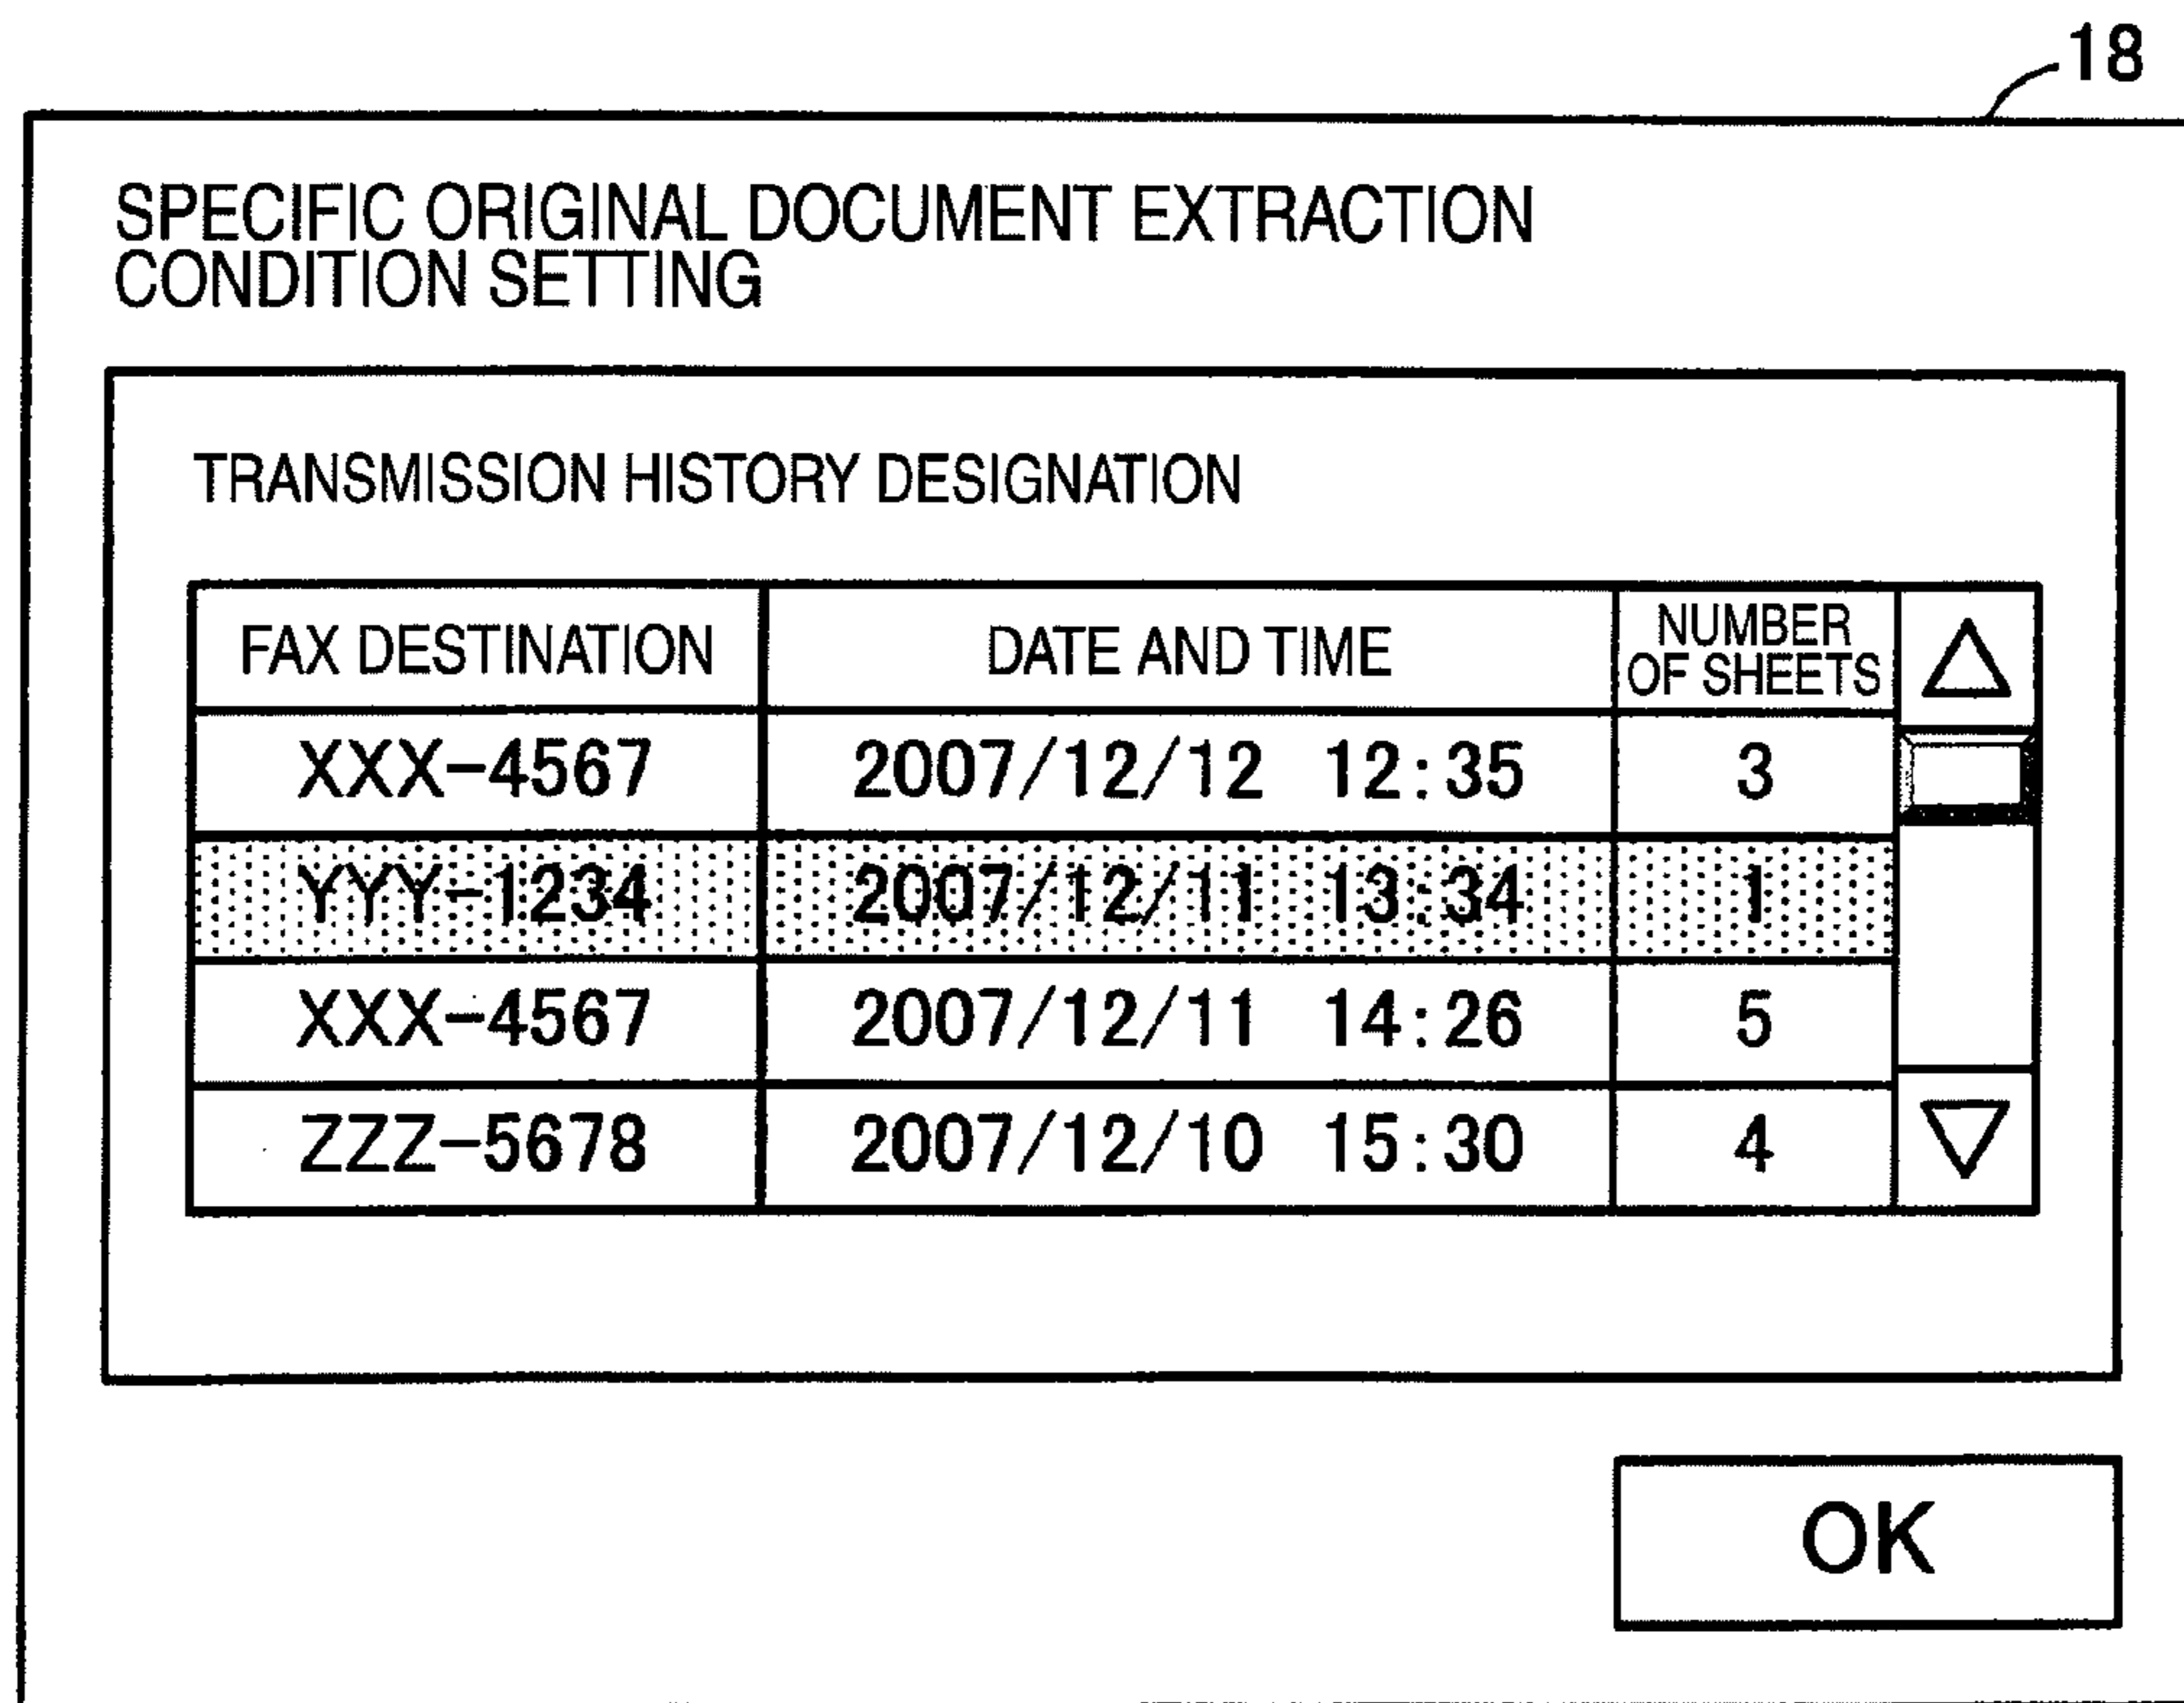 18
SPECIFIC ORIGINAL DOCUMENT EXTRACTION
CONDITION SETTING
TRANSMISSION HISTORY DESIGNATION
FAX DESTINATION DATE AND TIME NUMBER
OF SHEETS
XXX-4567 2007/12/12 12:35 3
YYY-1234 2007/12/11 13:34 1
XXX-4567 2007/12/11 14:26 5
ZZZ-5678 2007/12/10 15:30 4
OK